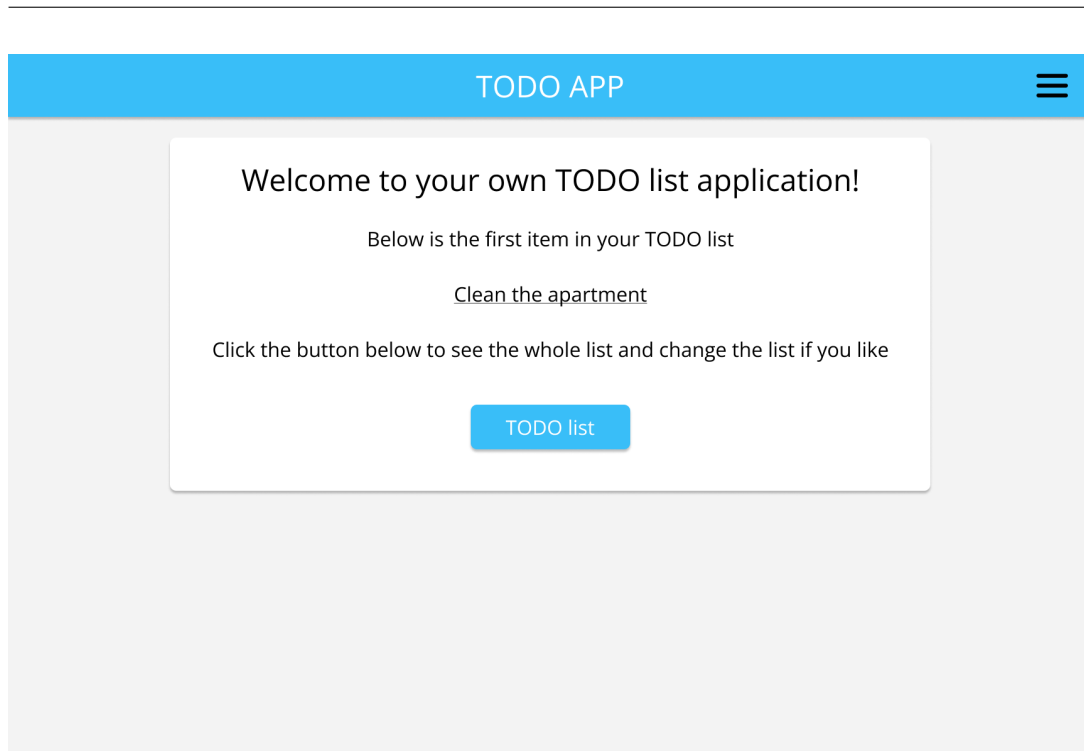 TODO APP
Welcome to your own TODO list application!
Below is the first item in your TODO list
Clean the apartment
Click the button below to see the whole list and change the list if you like
TODO list